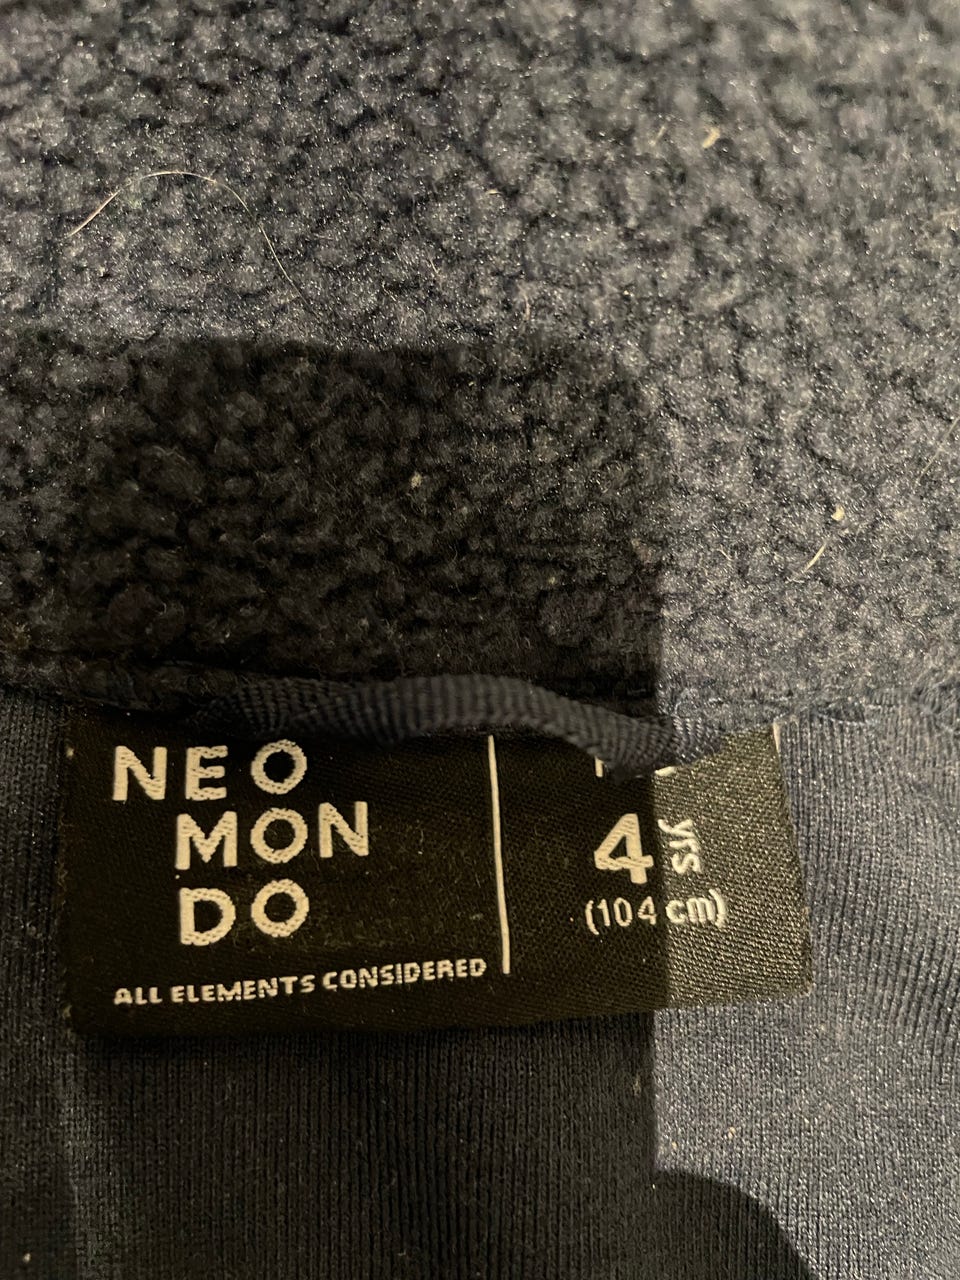 NEO
MON
DO
ALL ELEMENTS CONSIDERED
4 YRS
(104 cm)